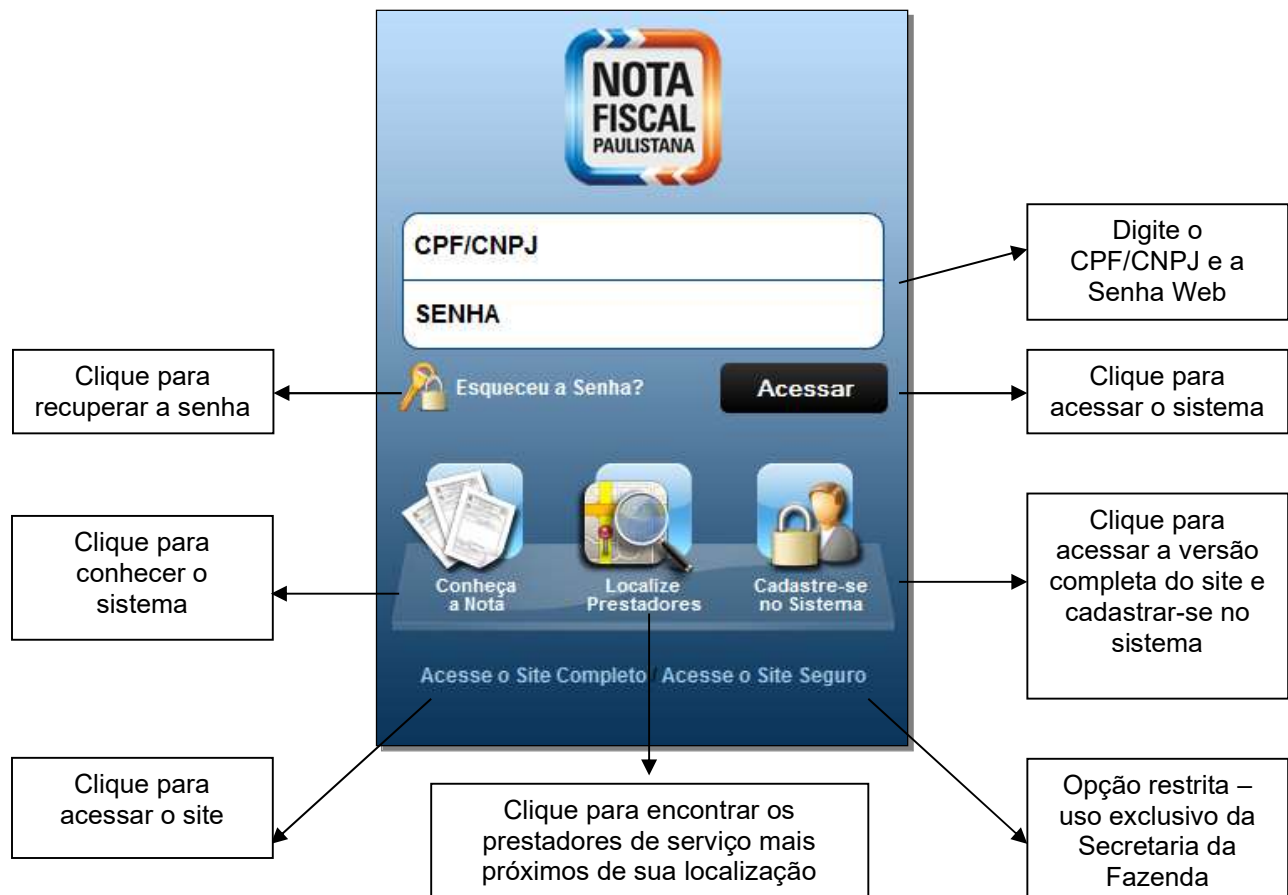 NOTA
FISCAL
PAULISTANA
CPF/CNPJ
SENHA
Digite o
CPF/CNPJ e a
Senha Web
Clique para
recuperar a senha
Esqueceu a Senha?
Acessar
Clique para
acessar o sistema
Clique para
conhecer o
sistema
Conheça
a Nota
Localize
Prestadores
Cadastre-se
no Sistema
Clique para
acessar a versão
completa do site e
cadastrar-se no
sistema
Acesse o Site Completo / Acesse o Site Seguro
Clique para
acessar o site
Clique para encontrar os
prestadores de serviço mais
próximos de sua localização
Opção restrita –
uso exclusivo da
Secretaria da
Fazenda